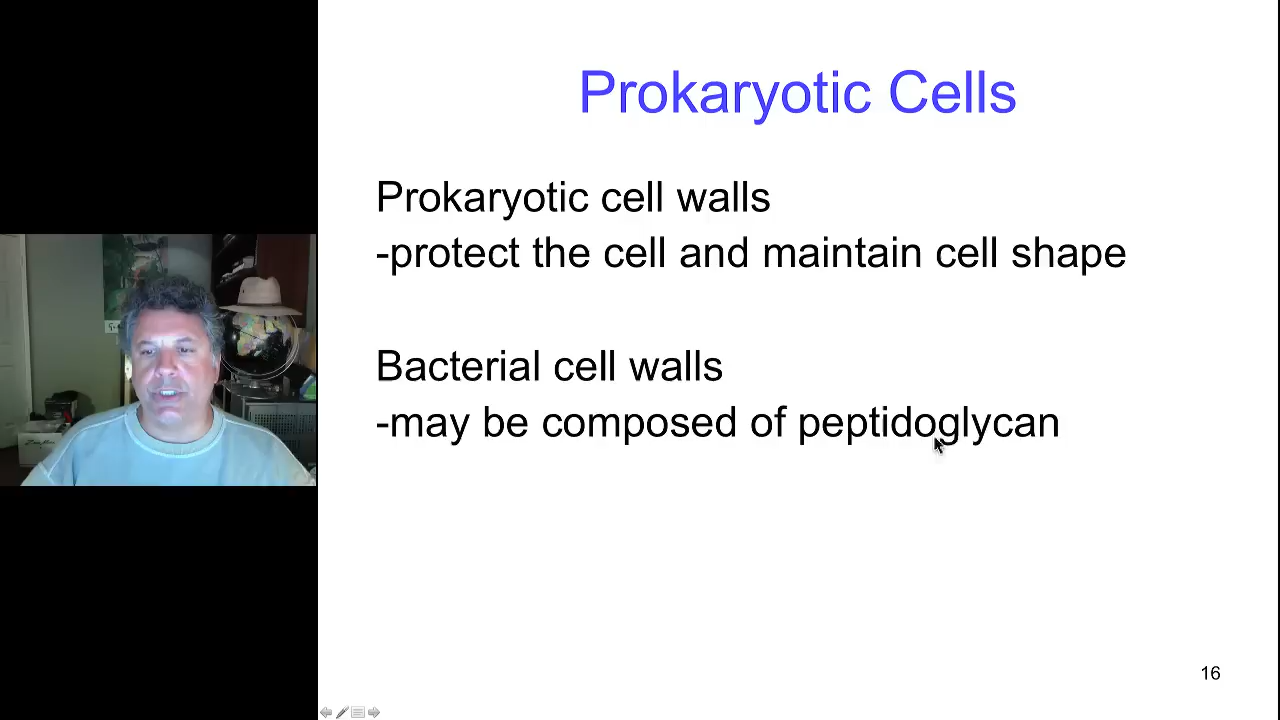 Prokaryotic Cells
Prokaryotic cell walls
-protect the cell and maintain cell shape
Bacterial cell walls
-may be composed of peptidoglycan
16